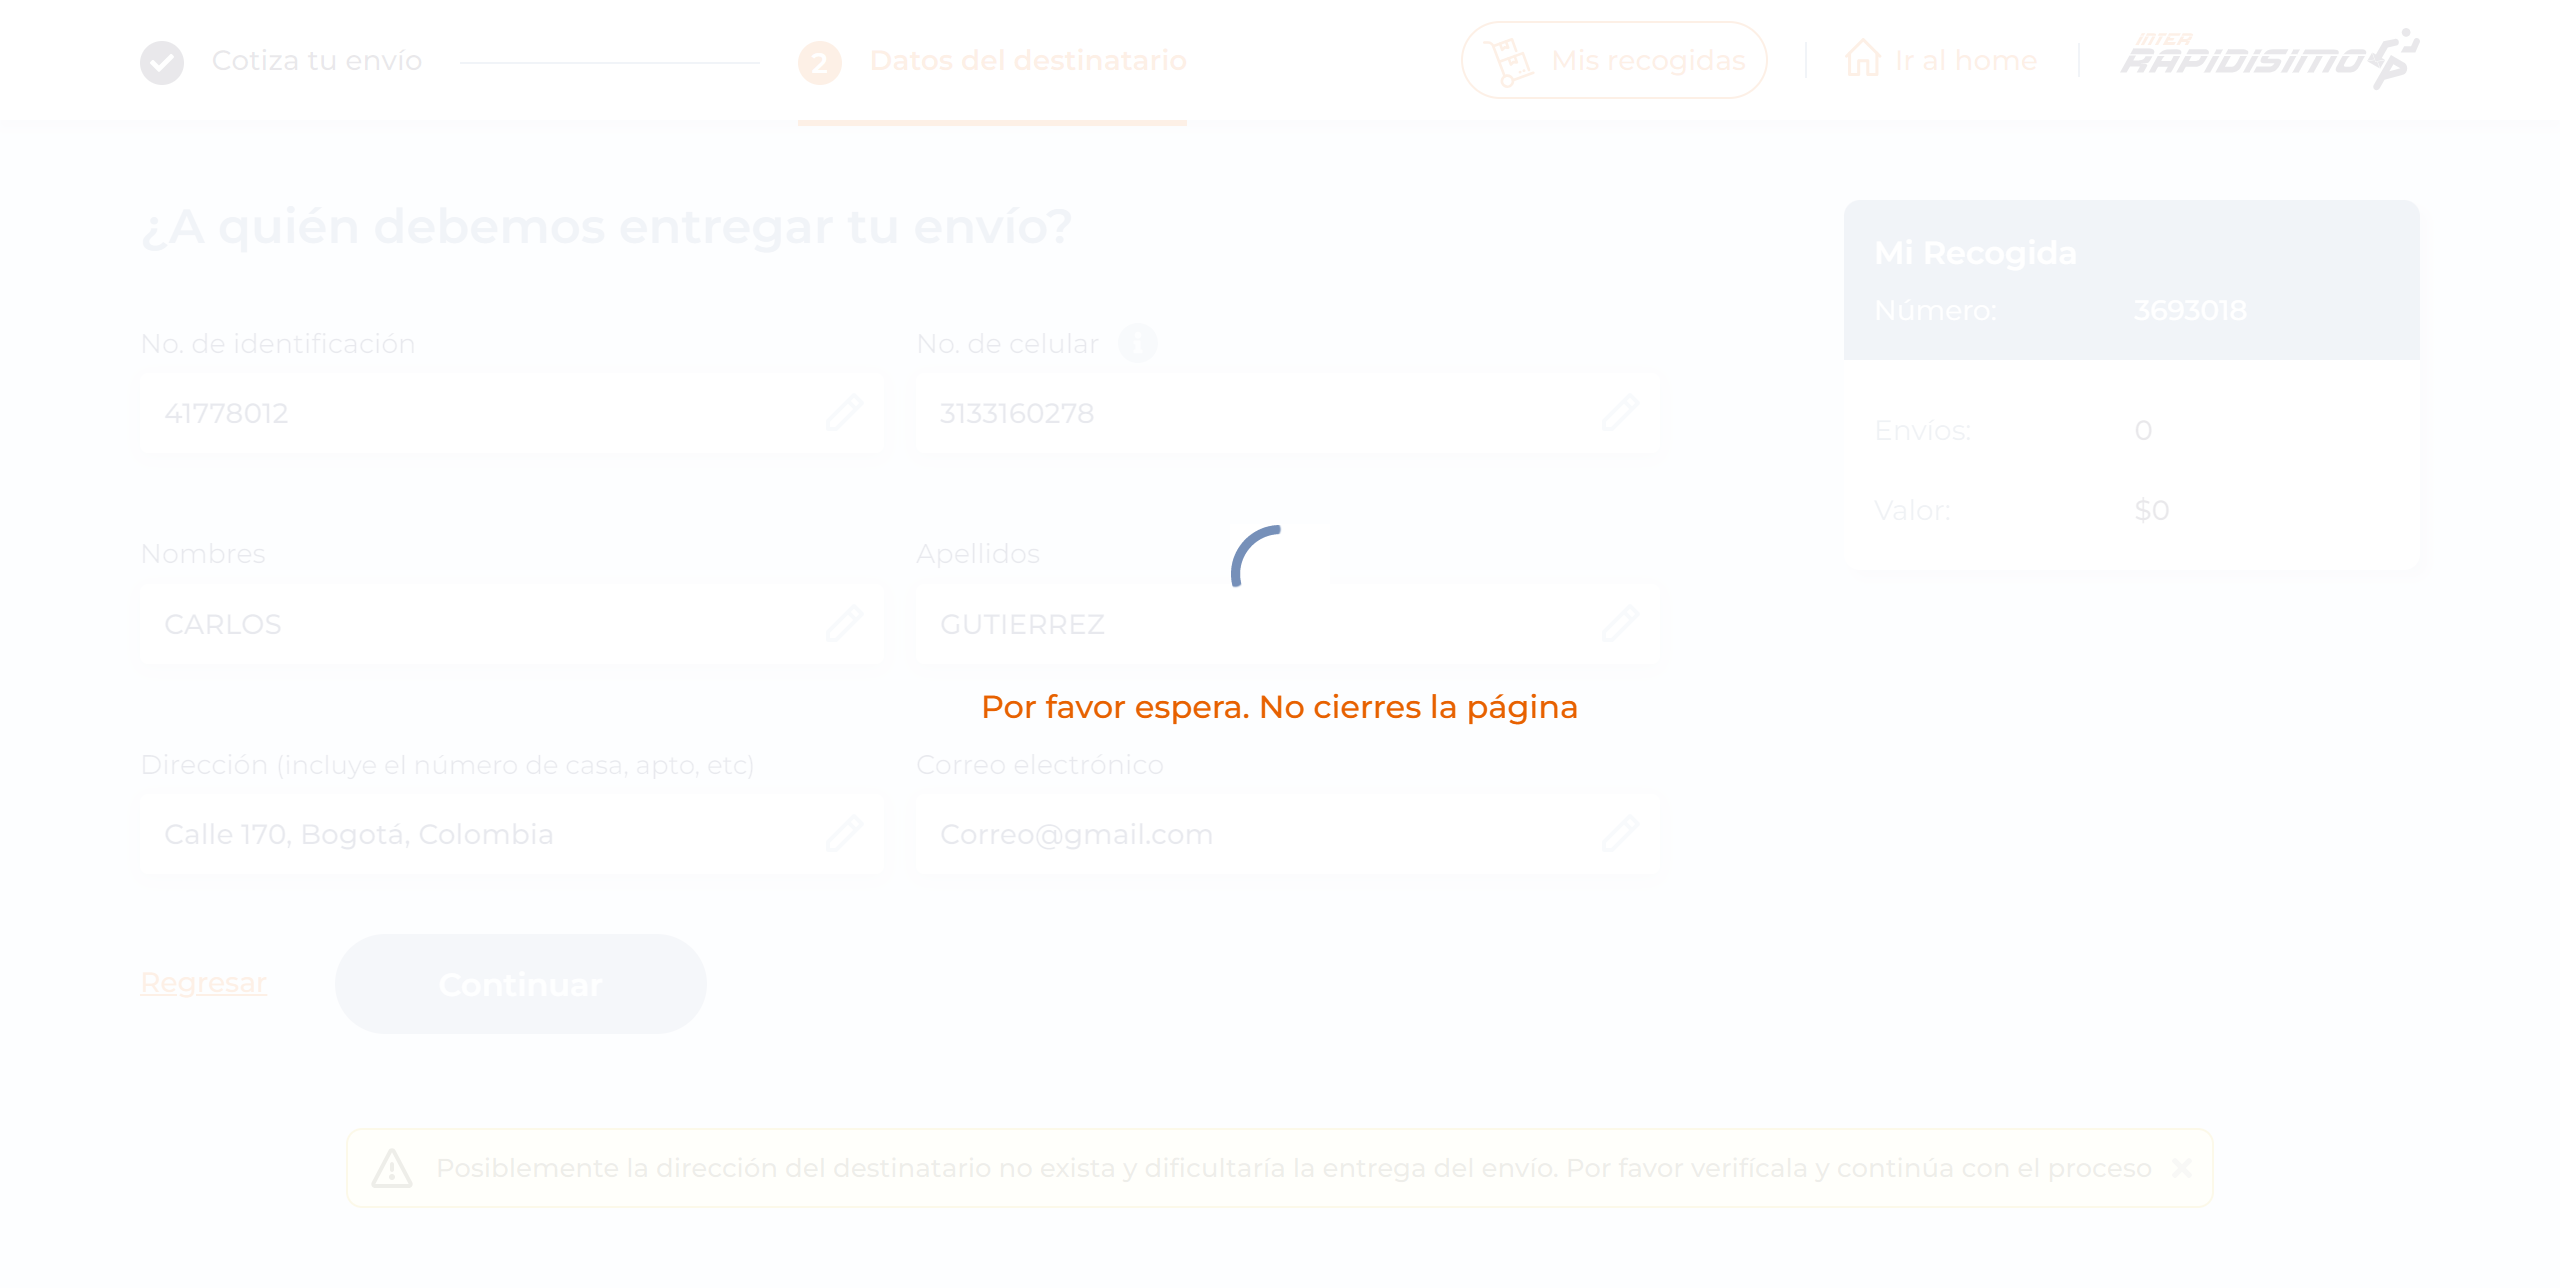 Cotiza tu envío
2 Datos del destinatario
Mis recogidas
Ir al home
INTER
RAPIDISIMO
¿A quién debemos entregar tu envío?
No. de identificación
41778012
No. de celular
3133160278
Nombres
CARLOS
Apellidos
GUTIERREZ
Por favor espera. No cierres la página
Dirección (incluye el número de casa, apto, etc)
Calle 170, Bogotá, Colombia
Correo electrónico
Correo@gmail.com
Regresar
Continuar
Mi Recogida
Número: 3693018
Envíos: 0
Valor: $0
Posiblemente la dirección del destinatario no exista y dificultaría la entrega del envío. Por favor verifícala y continúa con el proceso